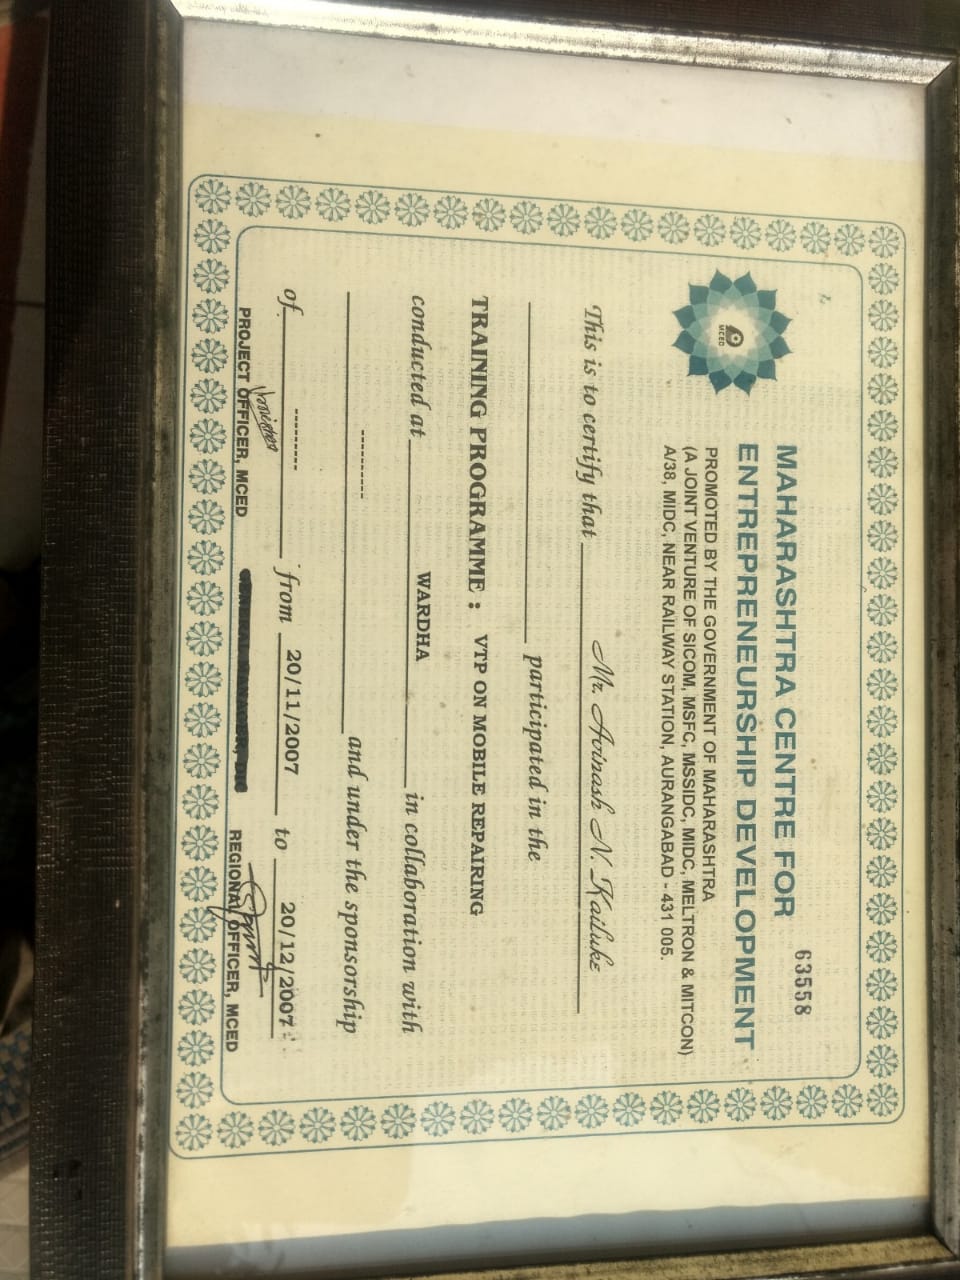 63558
MAHARASHTRA CENTRE FOR
ENTREPRENEURSHIP DEVELOPMENT
PROMOTED BY THE GOVERNMENT OF MAHARASHTRA
(A JOINT VENTURE OF SICOM, MSFC, MSSIDC, MIDC, MELTRON & MITCON)
A/38, MIDC, NEAR RAILWAY STATION, AURANGABAD - 431 005.
MCED
This is to certify that Mr. Avinash N. Kailuke
participated in the
TRAINING PROGRAMME : VTP ON MOBILE REPAIRING
conducted at WARDHA in collaboration with
--------- and under the sponsorship
of --------- from 20/11/2007 to 20/12/2007
PROJECT OFFICER, MCED REGIONAL OFFICER, MCED